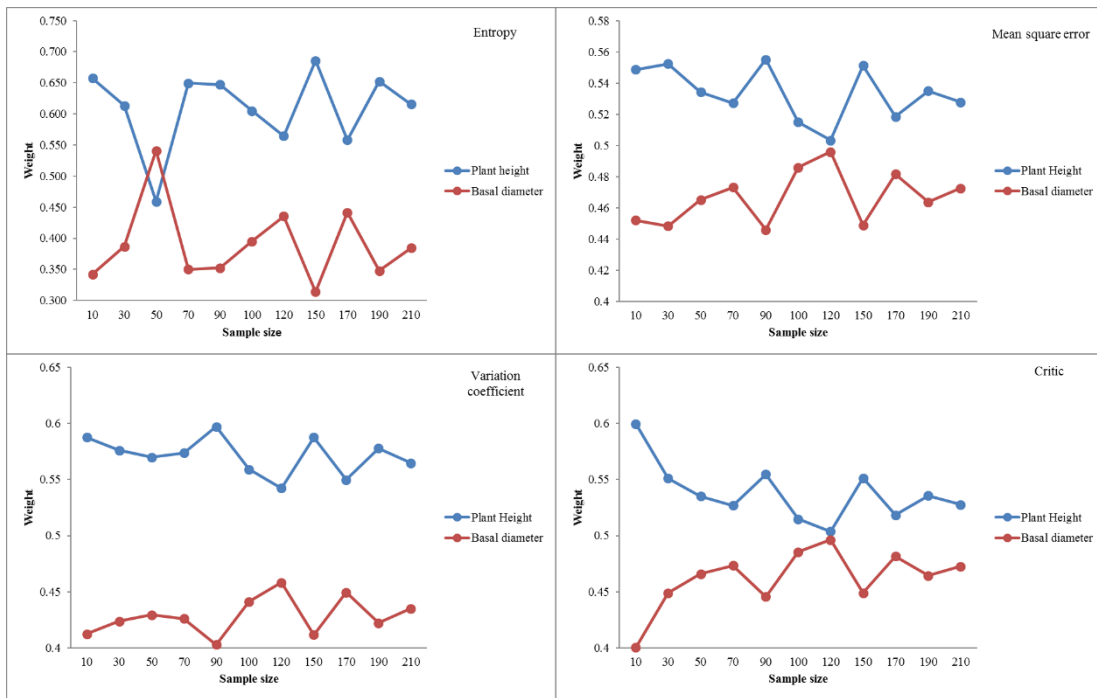 Entropy
0.750
0.700
0.650
0.600
0.550
0.500
0.450
0.400
0.350
0.300
Weight
10 30 50 70 90 100 120 150 170 190 210
Sample size
Plant height
Basal diameter
Mean square error
0.58
0.56
0.54
0.52
0.5
0.48
0.46
0.44
0.42
0.4
Weight
10 30 50 70 90 100 120 150 170 190 210
Sample size
Plant Height
Basal diameter
Variation
coefficient
0.65
0.6
0.55
0.5
0.45
0.4
Weight
10 30 50 70 90 100 120 150 170 190 210
Sample size
Plant Height
Basal diameter
Critic
0.65
0.6
0.55
0.5
0.45
0.4
Weight
10 30 50 70 90 100 120 150 170 190 210
Sample size
Plant Height
Basal diameter